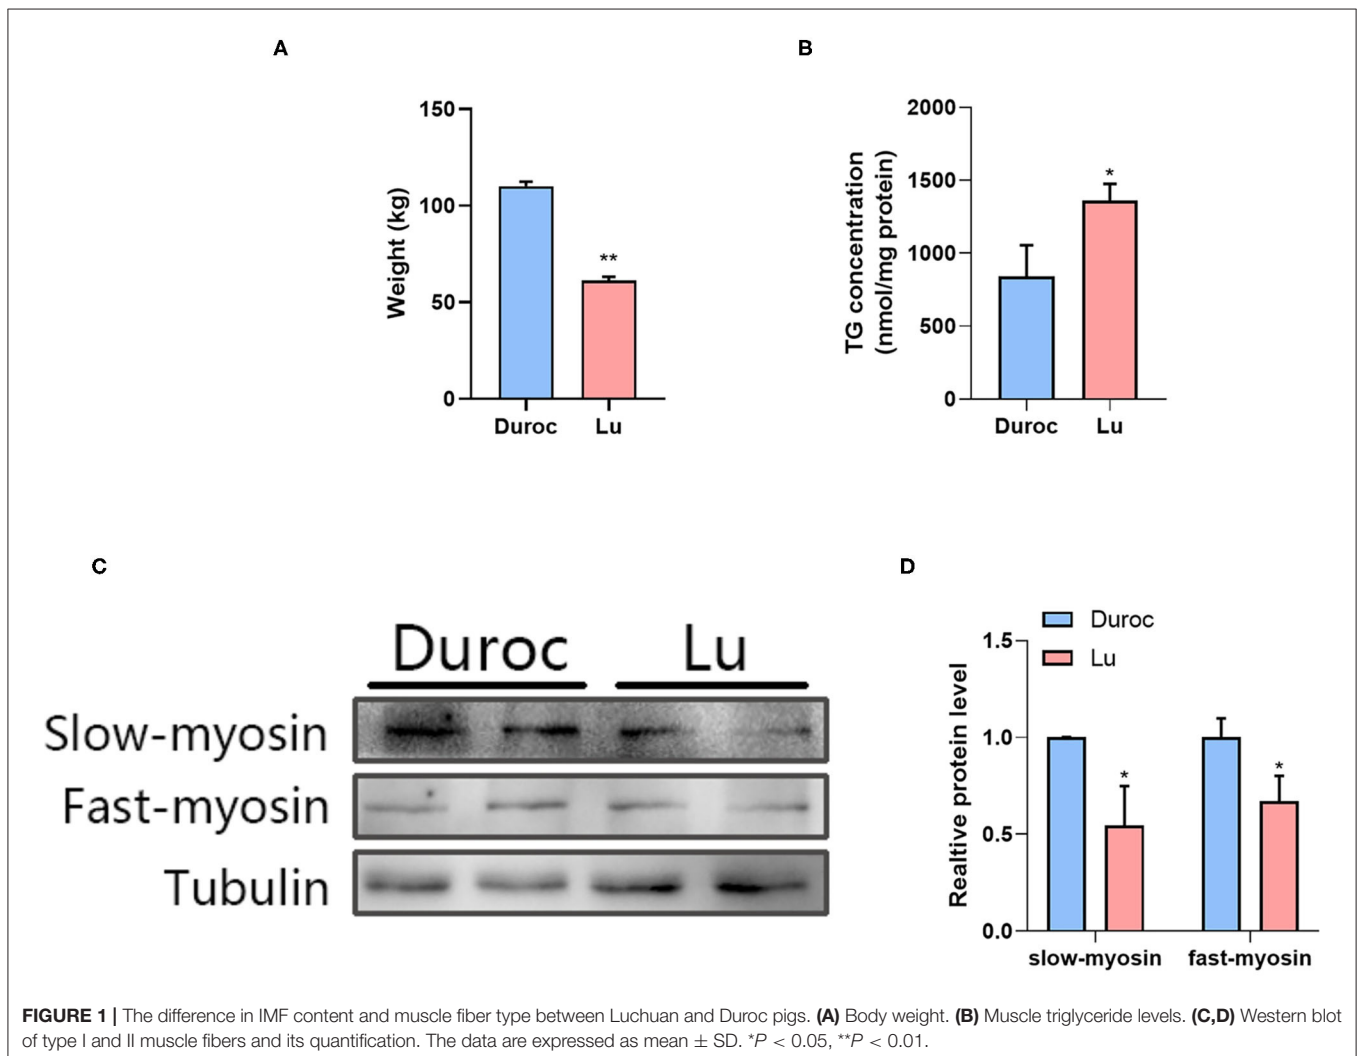 A
150
100
50
0
Weight (kg)
**
Duroc Lu
B
2000
1500
1000
500
0
TG concentration
(nmol/mg protein)
*
Duroc Lu
C
Duroc Lu
Slow-myosin
Fast-myosin
Tubulin
D
Duroc
Lu
1.5
1.0
0.5
0.0
Realtive protein level
* *
slow-myosin fast-myosin
FIGURE 1 | The difference in IMF content and muscle fiber type between Luchuan and Duroc pigs. (A) Body weight. (B) Muscle triglyceride levels. (C,D) Western blot
of type I and II muscle fibers and its quantification. The data are expressed as mean ± SD. *P < 0.05, **P < 0.01.